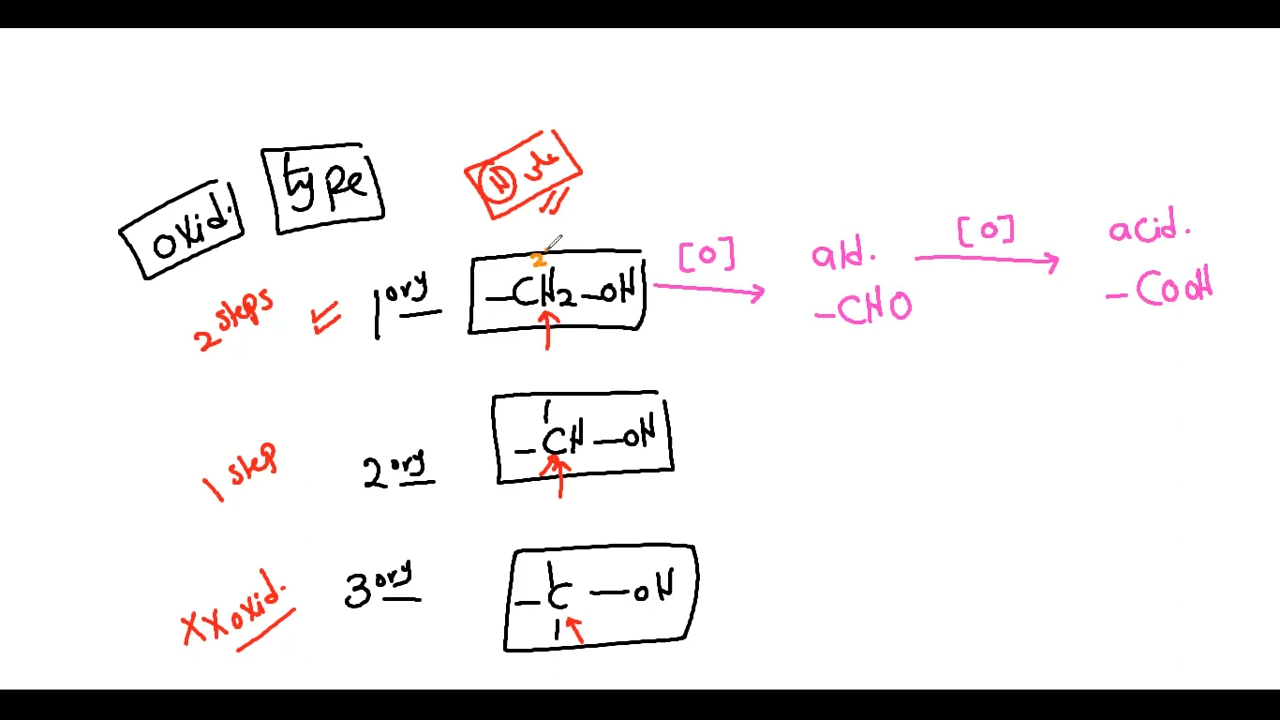 oxid. type
H
2 steps 1ory 2 -CH2-OH [O] ald. [O] acid.
-CHO -COOH
1 step 2ory -CH-OH
XX oxid. 3ory -C-OH